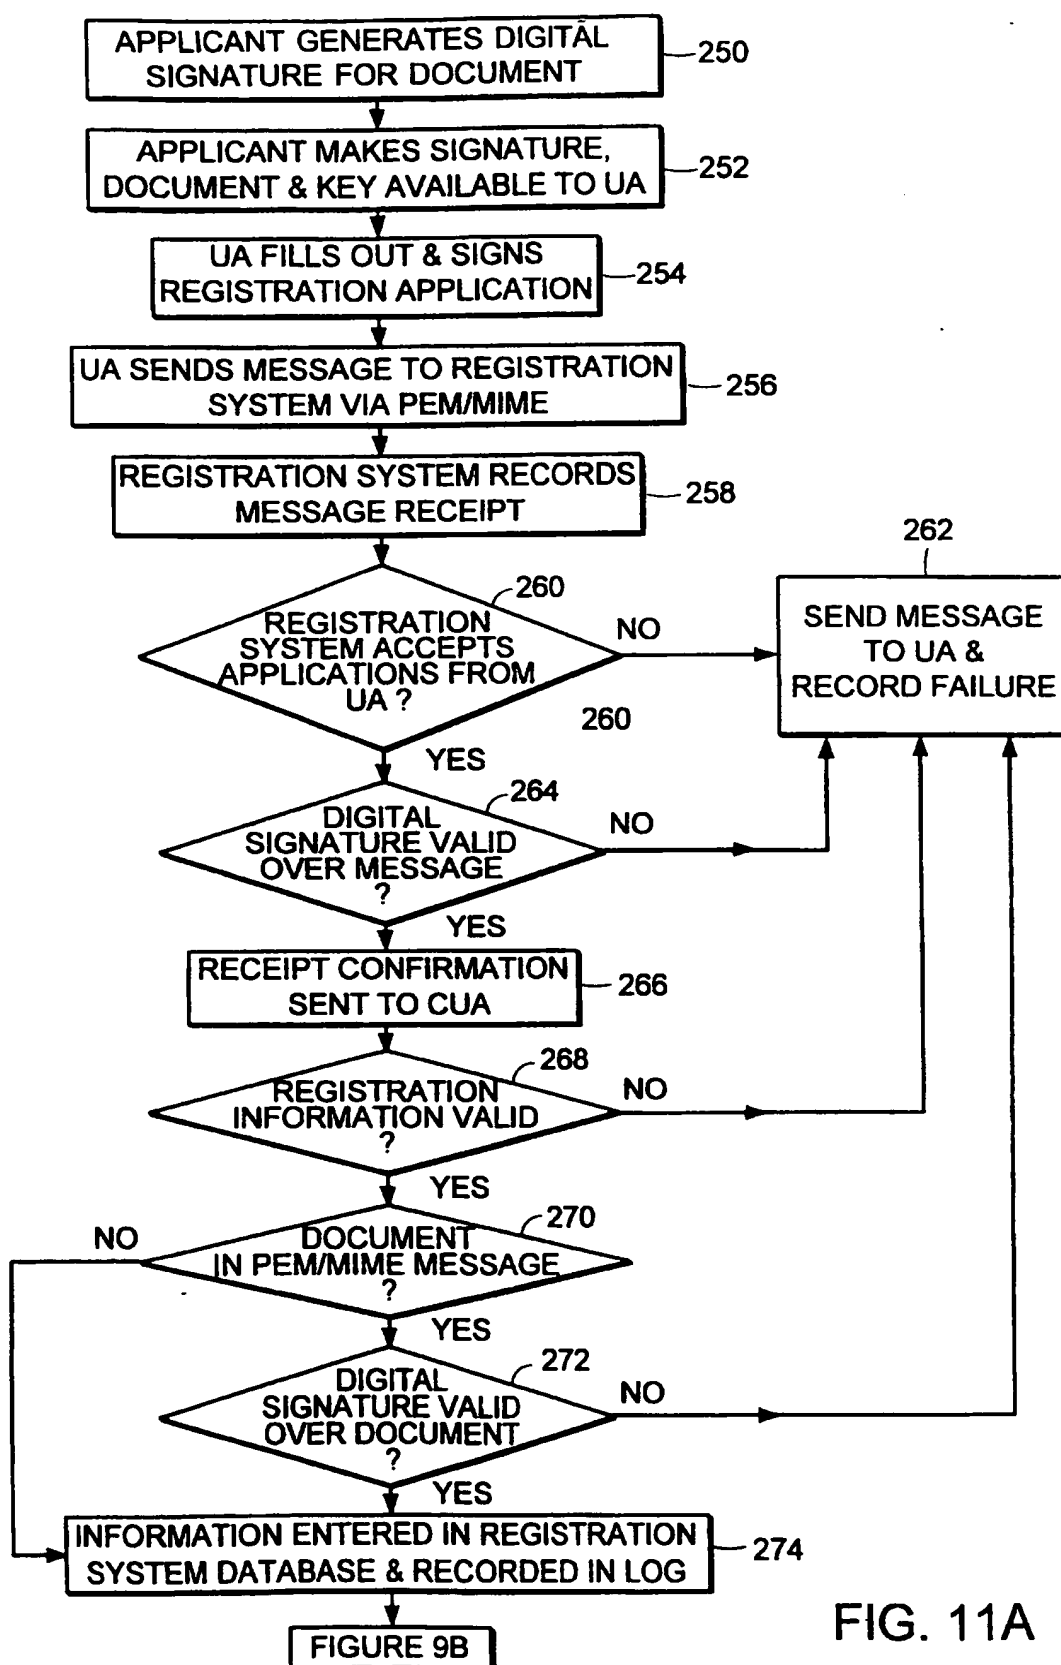 APPLICANT GENERATES DIGITAL
SIGNATURE FOR DOCUMENT
250
APPLICANT MAKES SIGNATURE,
DOCUMENT & KEY AVAILABLE TO UA
252
UA FILLS OUT & SIGNS
REGISTRATION APPLICATION
254
UA SENDS MESSAGE TO REGISTRATION
SYSTEM VIA PEM/MIME
256
REGISTRATION SYSTEM RECORDS
MESSAGE RECEIPT
258
260
REGISTRATION
SYSTEM ACCEPTS
APPLICATIONS FROM
UA ?
NO
262
SEND MESSAGE
TO UA &
RECORD FAILURE
260
YES
264
DIGITAL
SIGNATURE VALID
OVER MESSAGE
?
NO
YES
RECEIPT CONFIRMATION
SENT TO CUA
266
268
REGISTRATION
INFORMATION VALID
?
NO
YES
270
DOCUMENT
IN PEM/MIME MESSAGE
?
NO
YES
272
DIGITAL
SIGNATURE VALID
OVER DOCUMENT
?
NO
YES
INFORMATION ENTERED IN REGISTRATION
SYSTEM DATABASE & RECORDED IN LOG
274
FIGURE 9B
FIG. 11A